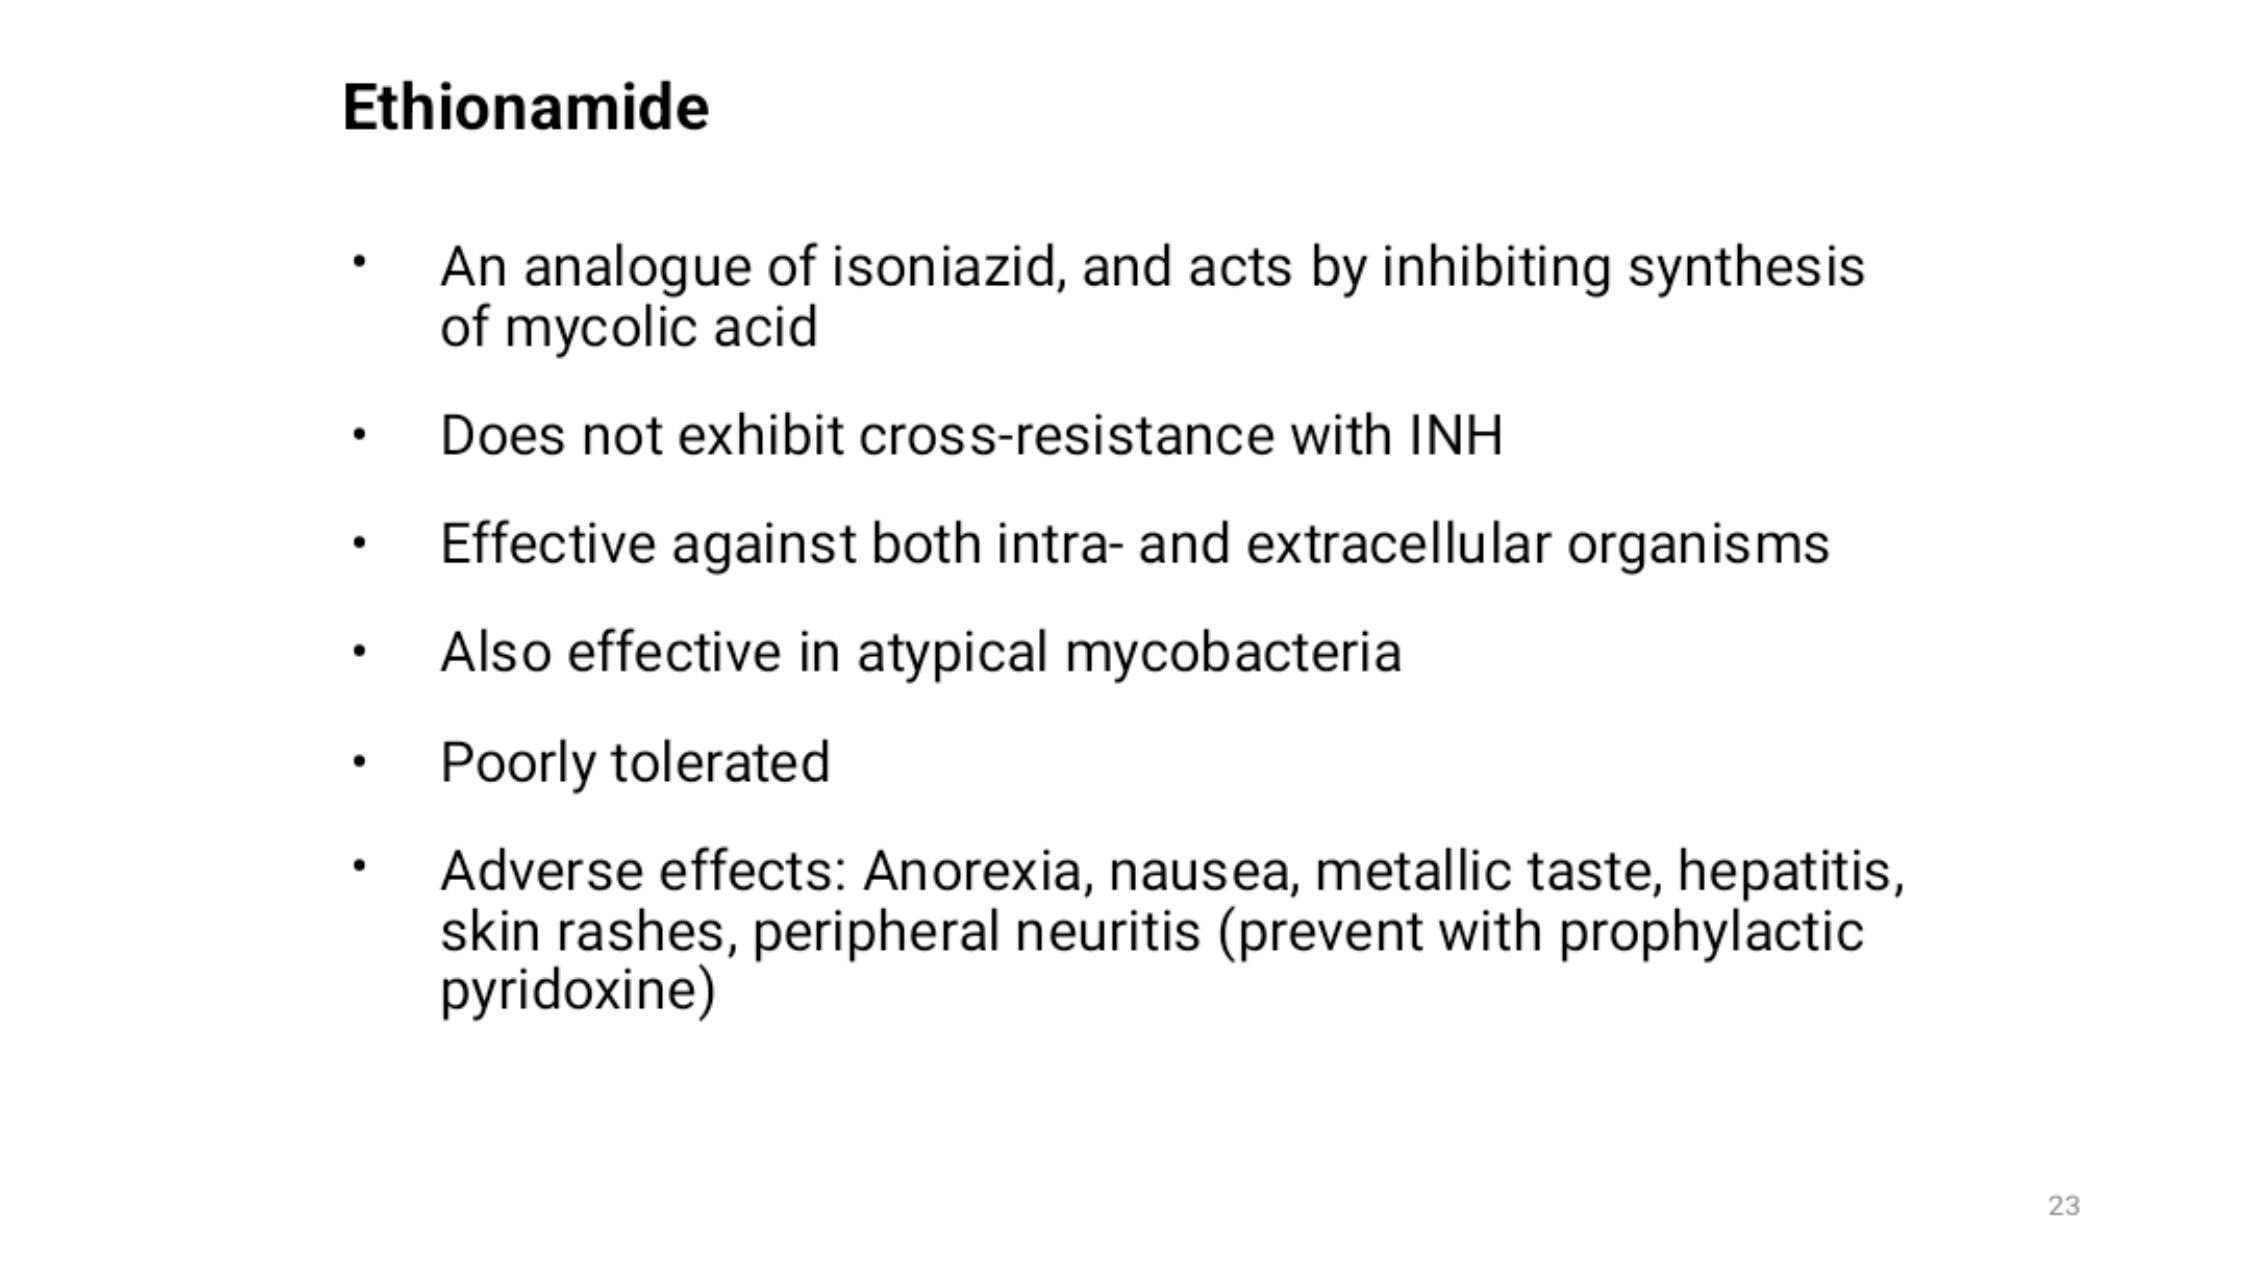 Ethionamide
• An analogue of isoniazid, and acts by inhibiting synthesis
of mycolic acid
• Does not exhibit cross-resistance with INH
• Effective against both intra- and extracellular organisms
• Also effective in atypical mycobacteria
• Poorly tolerated
• Adverse effects: Anorexia, nausea, metallic taste, hepatitis,
skin rashes, peripheral neuritis (prevent with prophylactic
pyridoxine)
23